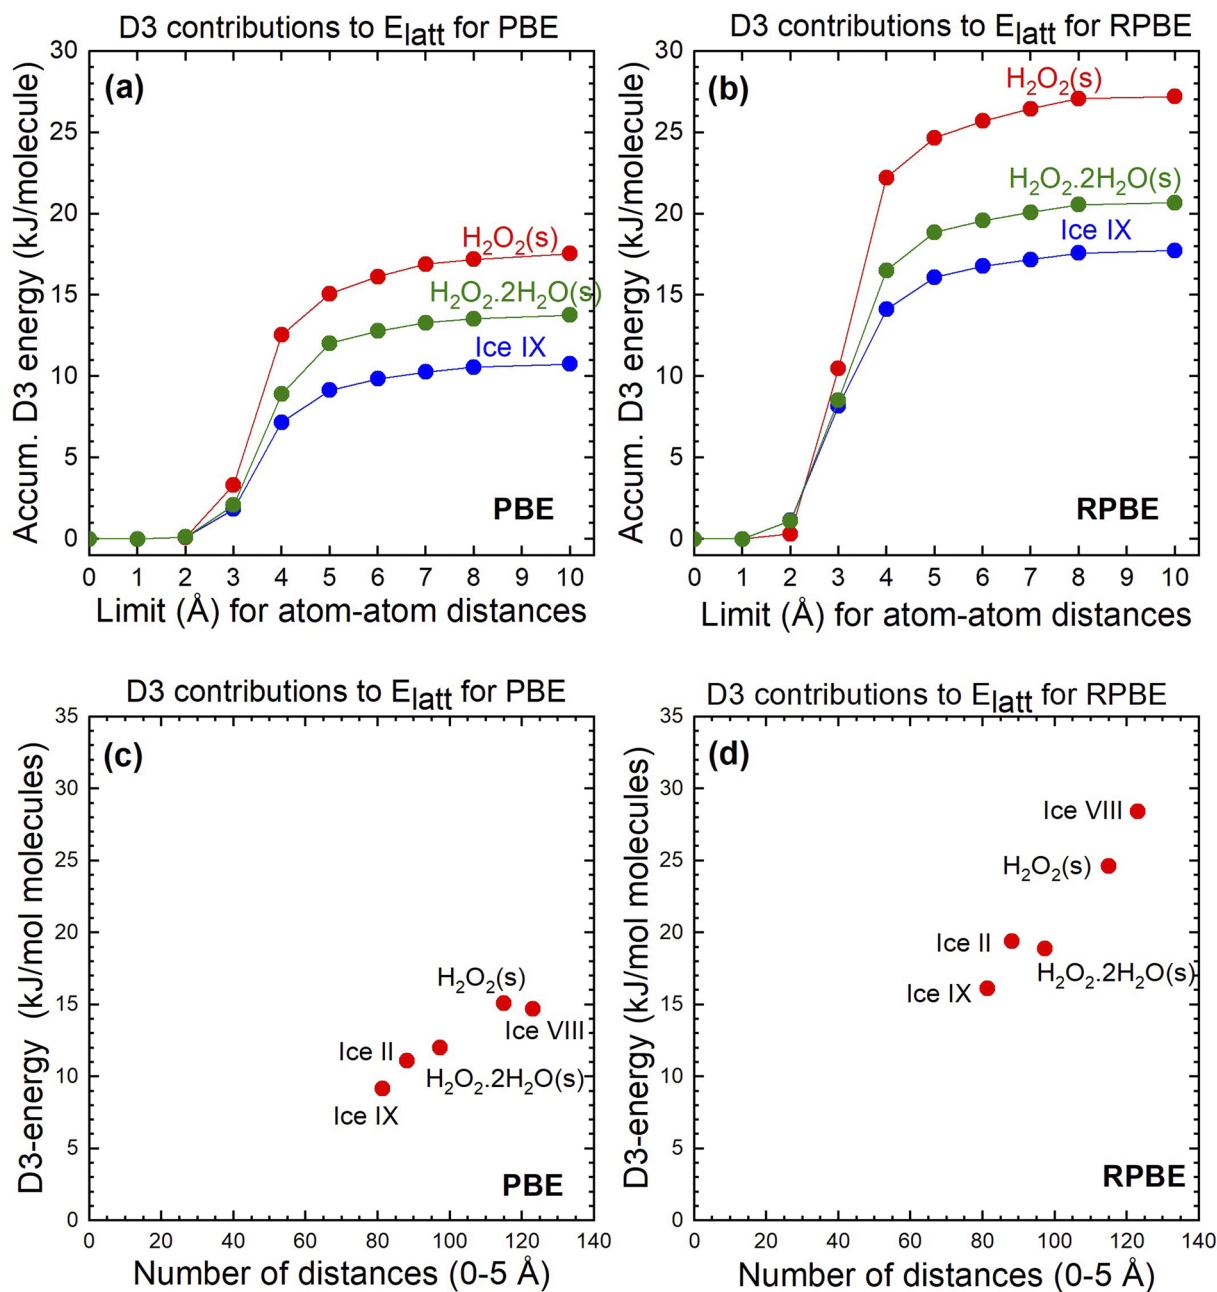 D3 contributions to Elatt for PBE
(a)
30
25
20
15
10
5
0
Accum. D3 energy (kJ/molecule)
H2O2(s)
H2O2.2H2O(s)
Ice IX
PBE
0 1 2 3 4 5 6 7 8 9 10
Limit (Å) for atom-atom distances
D3 contributions to Elatt for RPBE
(b)
30
25
20
15
10
5
0
Accum. D3 energy (kJ/molecule)
H2O2(s)
H2O2.2H2O(s)
Ice IX
RPBE
0 1 2 3 4 5 6 7 8 9 10
Limit (Å) for atom-atom distances
D3 contributions to Elatt for PBE
(c)
35
30
25
20
15
10
5
0
D3-energy (kJ/mol molecules)
H2O2(s)
Ice VIII
Ice II
H2O2.2H2O(s)
Ice IX
PBE
0 20 40 60 80 100 120 140
Number of distances (0-5 Å)
D3 contributions to Elatt for RPBE
(d)
35
30
25
20
15
10
5
0
D3-energy (kJ/mol molecules)
Ice VIII
H2O2(s)
Ice II
H2O2.2H2O(s)
Ice IX
RPBE
0 20 40 60 80 100 120 140
Number of distances (0-5 Å)